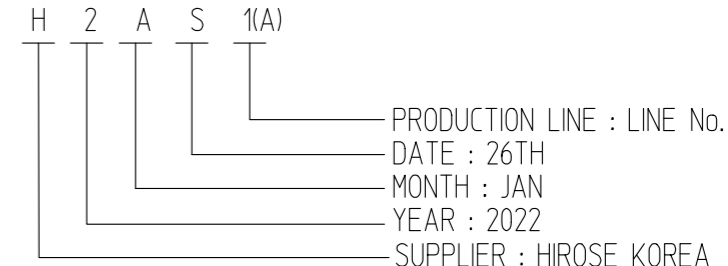 H 2 A S 1(A)
PRODUCTION LINE : LINE No.
DATE : 26TH
MONTH : JAN
YEAR : 2022
SUPPLIER : HIROSE KOREA